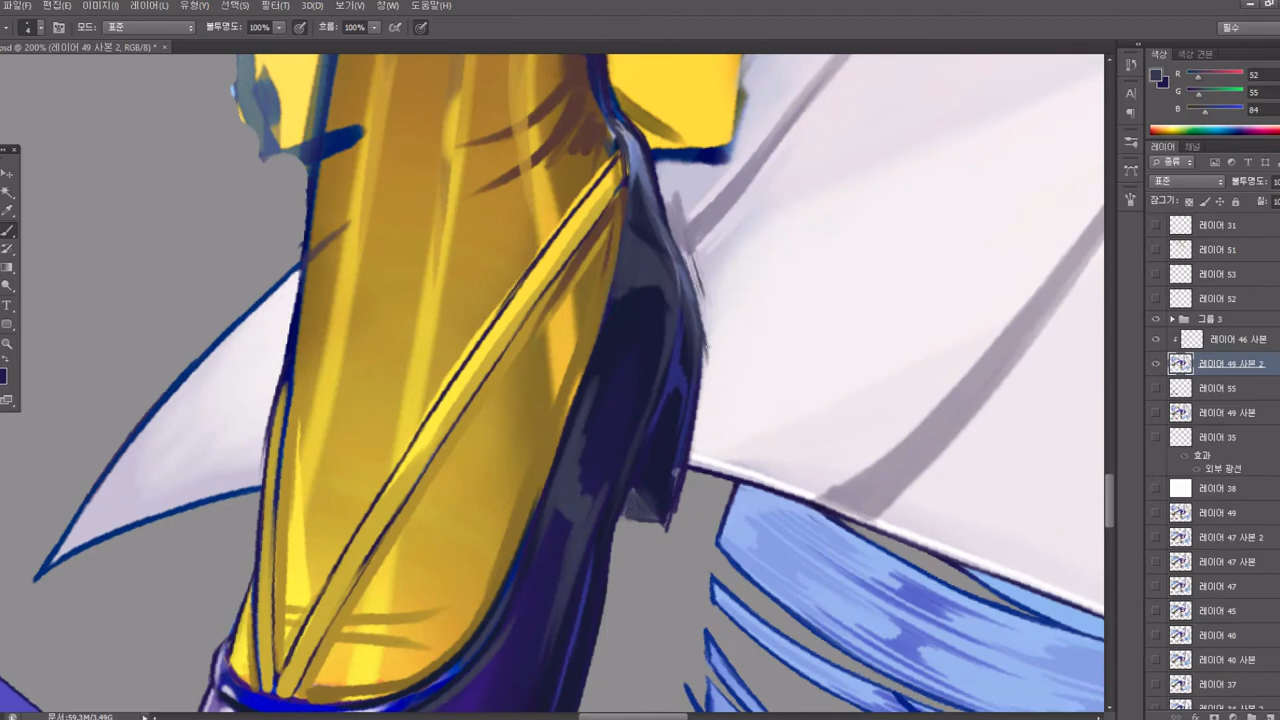 파일(F) 편집(E) 이미지(I) 레이어(L) 유형(Y) 선택(S) 필터(T) 3D(D) 보기(V) 창(W) 도움말(H)
4 모드: 표준 불투명도: 100% 흐름: 100% 필수
psd @ 200% (레이어 49 사본 2, RGB/8) * ×
색상 색상 견본
R 52
G 55
B 84
레이어 채널
종류
표준 불투명도: 10
잠그기: 칠: 10
레이어 31
레이어 51
레이어 53
레이어 52
그룹 3
레이어 46 사본
레이어 49 사본 2
레이어 55
레이어 49 사본
레이어 35
효과
외부 광선
레이어 38
레이어 49
레이어 47 사본 2
레이어 47 사본
레이어 47
레이어 45
레이어 40
레이어 40 사본
레이어 37
문서:59.3M/3.49G